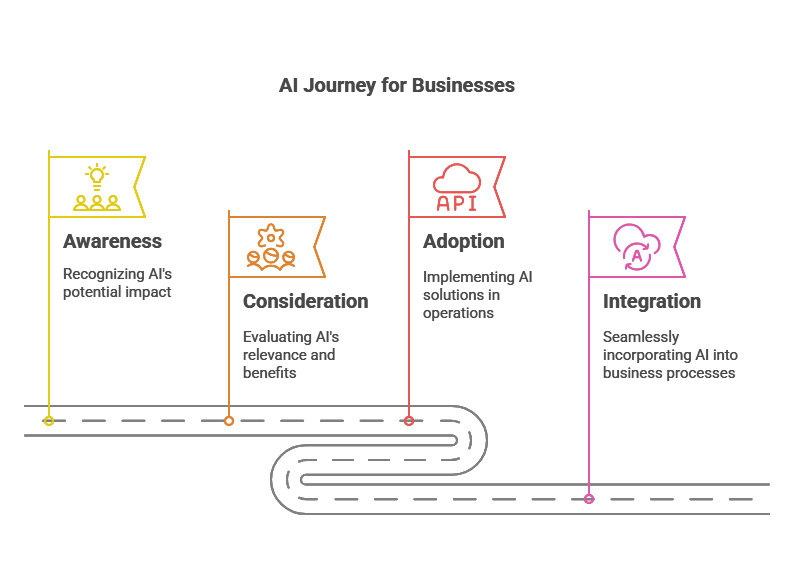 AI Journey for Businesses
Awareness
Recognizing AI's
potential impact
Consideration
Evaluating AI's
relevance and
benefits
API
Adoption
Implementing AI
solutions in
operations
A
Integration
Seamlessly
incorporating AI into
business processes